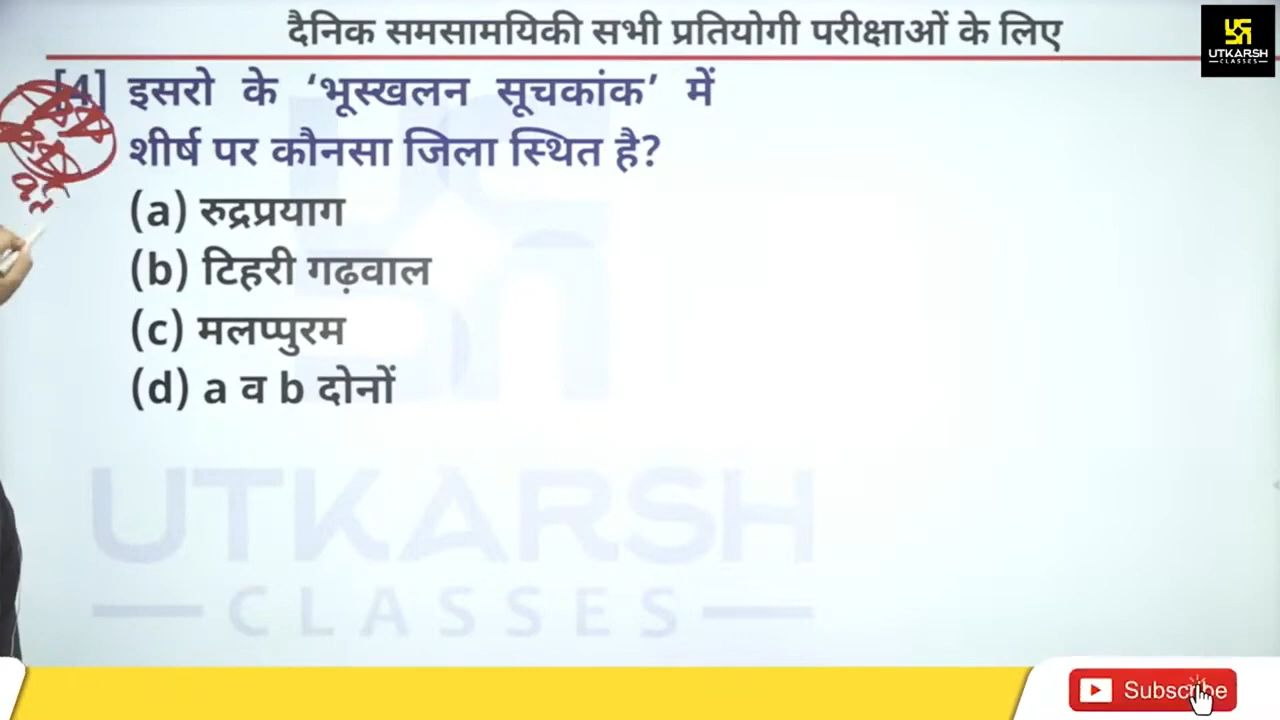 दैनिक समसामयिकी सभी प्रतियोगी परीक्षाओं के लिए
UTKARSH
CLASSES
[4] इसरो के ‘भूस्खलन सूचकांक’ में
शीर्ष पर कौनसा जिला स्थित है?
(a) रुद्रप्रयाग
(b) टिहरी गढ़वाल
(c) मलप्पुरम
(d) a व b दोनों
UTKARSH
CLASSES
Subscribe